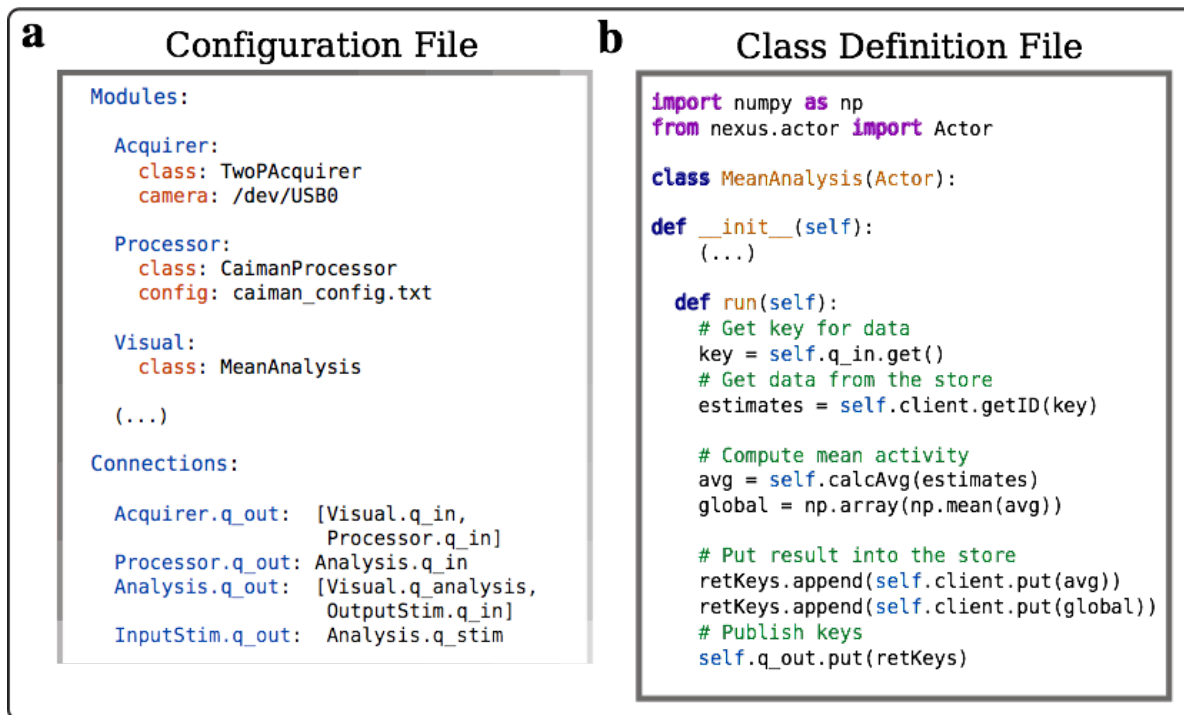 a
Configuration File
Modules:
Acquirer:
class: TwoPAcquirer
camera: /dev/USB0
Processor:
class: CaimanProcessor
config: caiman_config.txt
Visual:
class: MeanAnalysis
(...)
Connections:
Acquirer.q_out: [Visual.q_in,
Processor.q_in]
Processor.q_out: Analysis.q_in
Analysis.q_out: [Visual.q_analysis,
OutputStim.q_in]
InputStim.q_out: Analysis.q_stim
b
Class Definition File
import numpy as np
from nexus.actor import Actor
class MeanAnalysis(Actor):
def __init__(self):
(...)
def run(self):
# Get key for data
key = self.q_in.get()
# Get data from the store
estimates = self.client.getID(key)
# Compute mean activity
avg = self.calcAvg(estimates)
global = np.array(np.mean(avg))
# Put result into the store
retKeys.append(self.client.put(avg))
retKeys.append(self.client.put(global))
# Publish keys
self.q_out.put(retKeys)